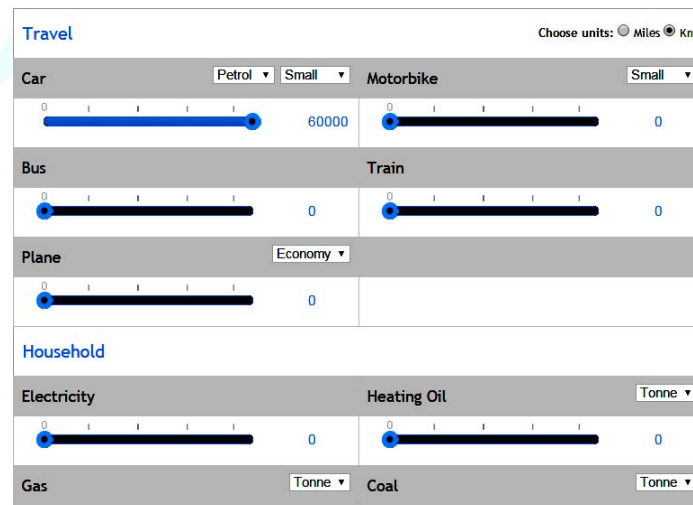 Travel
Choose units: Miles Km
Car Petrol Small
Motorbike Small
0
60000
0
0
Bus
Train
0
0
0
0
Plane Economy
0
0
Household
Electricity
Heating Oil Tonne
0
0
0
0
Gas Tonne
Coal Tonne